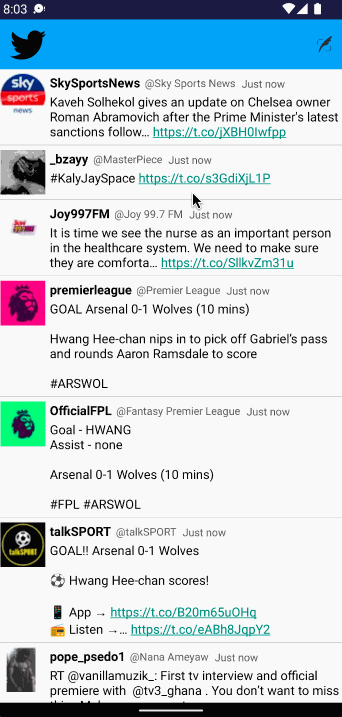 8:03
sky
sports
news
SkySportsNews @Sky Sports News Just now
Kaveh Solhekol gives an update on Chelsea owner
Roman Abramovich after the Prime Minister's latest
sanctions follow… https://t.co/jXBH0Iwfpp
_bzayy @MasterPiece Just now
#KalyJaySpace https://t.co/s3GdiXjL1P
Joy997FM @Joy 99.7 FM Just now
It is time we see the nurse as an important person
in the healthcare system. We need to make sure
they are comforta… https://t.co/SllkvZm31u
premierleague @Premier League Just now
GOAL Arsenal 0-1 Wolves (10 mins)
Hwang Hee-chan nips in to pick off Gabriel's pass
and rounds Aaron Ramsdale to score
#ARSWOL
OfficialFPL @Fantasy Premier League Just now
Goal - HWANG
Assist - none
Arsenal 0-1 Wolves (10 mins)
#FPL #ARSWOL
talkSPORT
talkSPORT @talkSPORT Just now
GOAL!! Arsenal 0-1 Wolves
⚽ Hwang Hee-chan scores!
📱 App → https://t.co/B20m65uOHq
📻 Listen →… https://t.co/eABh8JqpY2
pope_psedo1 @Nana Ameyaw Just now
RT @vanillamuzik_: First tv interview and official
premiere with @tv3_ghana . You don't want to miss